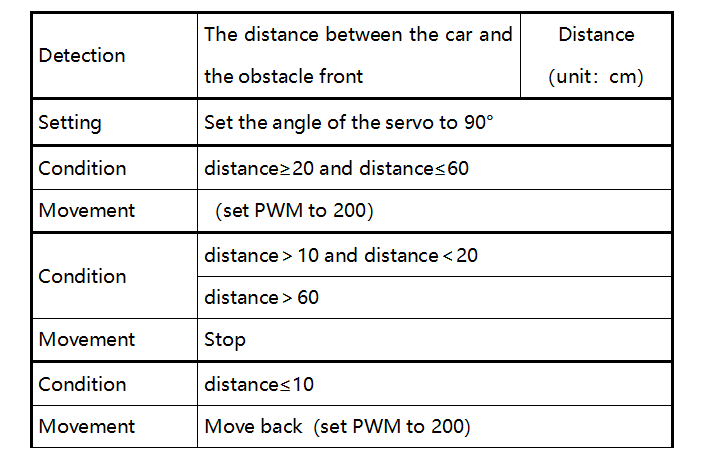 Detection
The distance between the car and
the obstacle front
Distance
(unit: cm)
Setting
Set the angle of the servo to 90°
Condition
distance≥20 and distance≤60
Movement
(set PWM to 200)
Condition
distance>10 and distance<20
distance>60
Movement
Stop
Condition
distance≤10
Movement
Move back (set PWM to 200)